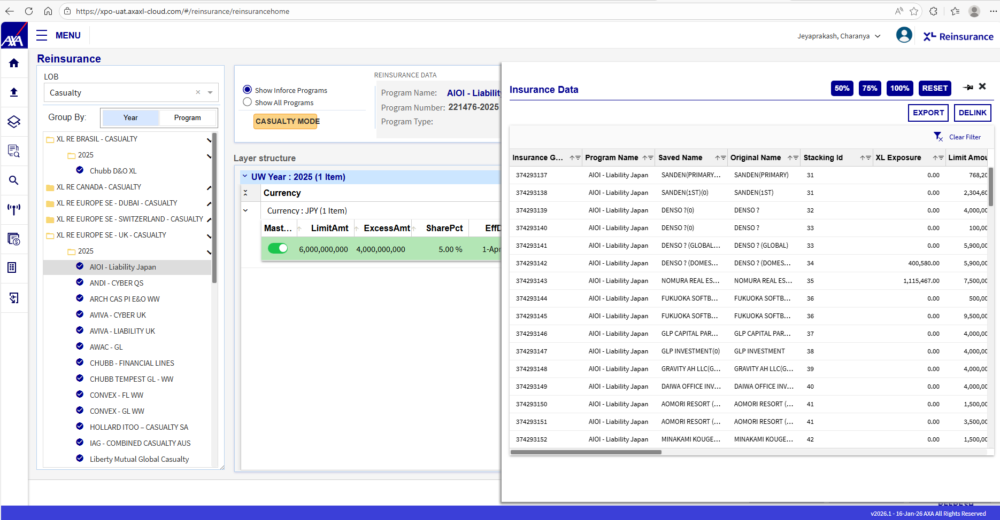 https://xpo-uat.axaxl-cloud.com/#/reinsurance/reinsurancehome
AXA
MENU
Jeyaprakash, Charanya
XL Reinsurance
Reinsurance
LOB
Casualty
Group By:
Year
Program
XL RE BRASIL - CASUALTY
2025
Chubb D&O XL
XL RE CANADA - CASUALTY
XL RE EUROPE SE - DUBAI - CASUALTY
XL RE EUROPE SE - SWITZERLAND - CASUALTY
XL RE EUROPE SE - UK - CASUALTY
2025
AIOI - Liability Japan
ANDI - CYBER QS
ARCH CAS PI E&O WW
AVIVA - CYBER UK
AVIVA - LIABILITY UK
AWAC - GL
CHUBB - FINANCIAL LINES
CHUBB TEMPEST GL - WW
CONVEX - FL WW
CONVEX - GL WW
HOLLARD ITOO – CASUALTY SA
IAG - COMBINED CASUALTY AUS
Liberty Mutual Global Casualty
Show Inforce Programs
Show All Programs
CASUALTY MODE
REINSURANCE DATA
Program Name: AIOI - Liability
Program Number: 221476-2025
Program Type:
Layer structure
UW Year : 2025 (1 Item)
Currency
Currency : JPY (1 Item)
Mast... LimitAmt ExcessAmt SharePct EffD
6,000,000,000 4,000,000,000 5.00 % 1-Apr
Insurance Data
50% 75% 100% RESET
EXPORT DELINK
Clear Filter
Insurance G... Program Name Saved Name Original Name Stacking Id XL Exposure Limit Amou
374293137 AIOI - Liability Japan SANDEN(PRIMARY... SANDEN(PRIMARY) 31 0.00 768,20
374293138 AIOI - Liability Japan SANDEN(1ST)(0) SANDEN(1ST) 31 0.00 2,304,60
374293139 AIOI - Liability Japan DENSO ?(0) DENSO ? 32 0.00 4,000,00
374293140 AIOI - Liability Japan DENSO ?(0) DENSO ? 33 0.00 100,00
374293141 AIOI - Liability Japan DENSO ? (GLOBAL... DENSO ? (GLOBAL) 33 0.00 5,900,00
374293142 AIOI - Liability Japan DENSO ? (DOMES... DENSO ? (DOMES... 34 400,580.00 5,900,00
374293143 AIOI - Liability Japan NOMURA REAL ES... NOMURA REAL ES... 35 1,115,467.00 7,500,00
374293144 AIOI - Liability Japan FUKUOKA SOFTB... FUKUOKA SOFTB... 36 0.00 500,00
374293145 AIOI - Liability Japan FUKUOKA SOFTB... FUKUOKA SOFTB... 36 0.00 9,500,00
374293146 AIOI - Liability Japan GLP CAPITAL PAR... GLP CAPITAL PAR... 37 0.00 4,000,00
374293147 AIOI - Liability Japan GLP INVESTMENT(0) GLP INVESTMENT 38 0.00 4,000,00
374293148 AIOI - Liability Japan GRAVITY AH LLC(G... GRAVITY AH LLC(G... 39 0.00 4,000,00
374293149 AIOI - Liability Japan DAIWA OFFICE INV... DAIWA OFFICE INV... 40 0.00 4,000,00
374293150 AIOI - Liability Japan AOMORI RESORT (... AOMORI RESORT (... 41 0.00 1,500,00
374293151 AIOI - Liability Japan AOMORI RESORT (... AOMORI RESORT (... 41 0.00 3,500,00
374293152 AIOI - Liability Japan MINAKAMI KOUGE... MINAKAMI KOUGE... 42 0.00 1,500,00
REFRESH
v2026.1 - 16-Jan-26 AXA All Rights Reserved